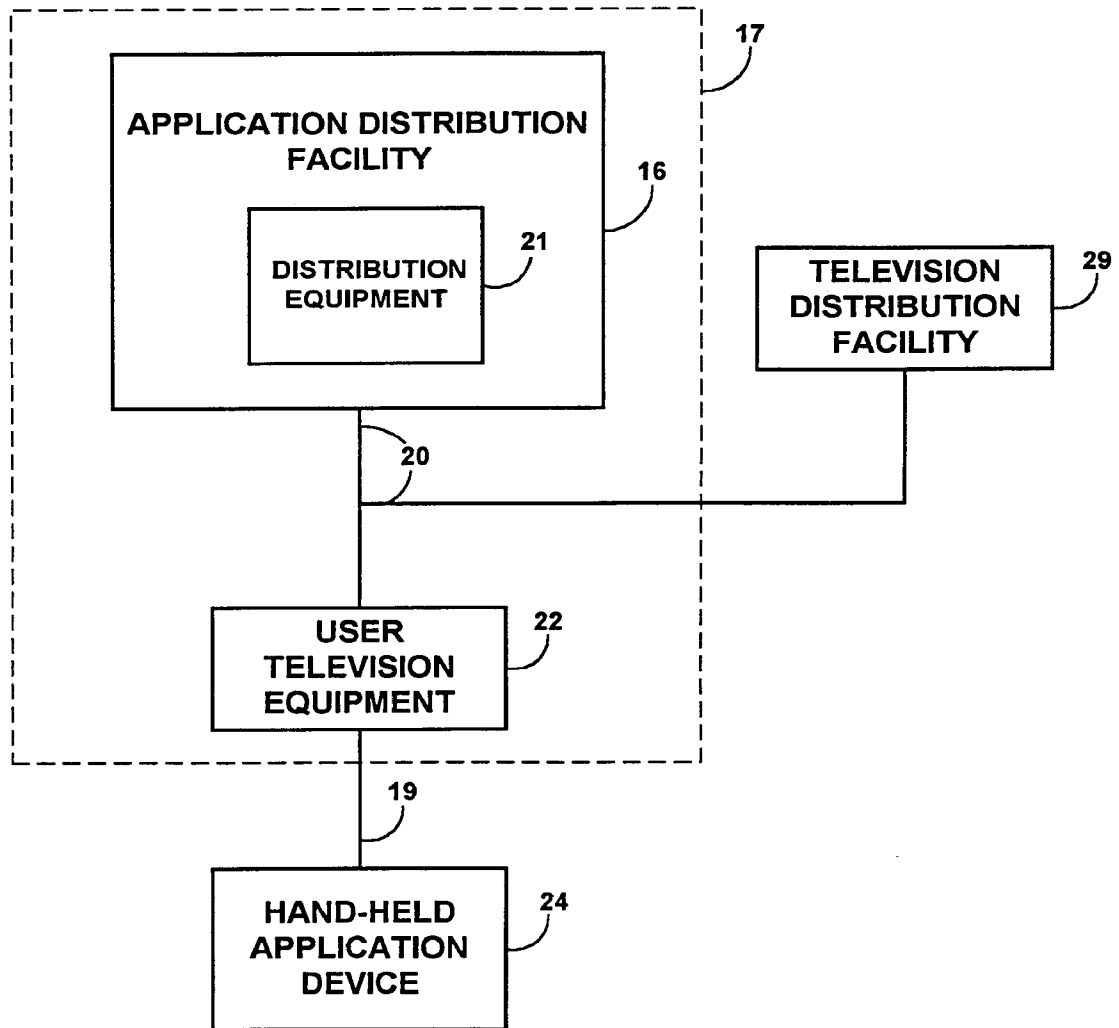 17
APPLICATION DISTRIBUTION
FACILITY
16
21
DISTRIBUTION
EQUIPMENT
TELEVISION
DISTRIBUTION
FACILITY
29
20
USER
TELEVISION
EQUIPMENT
22
19
HAND-HELD
APPLICATION
DEVICE
24